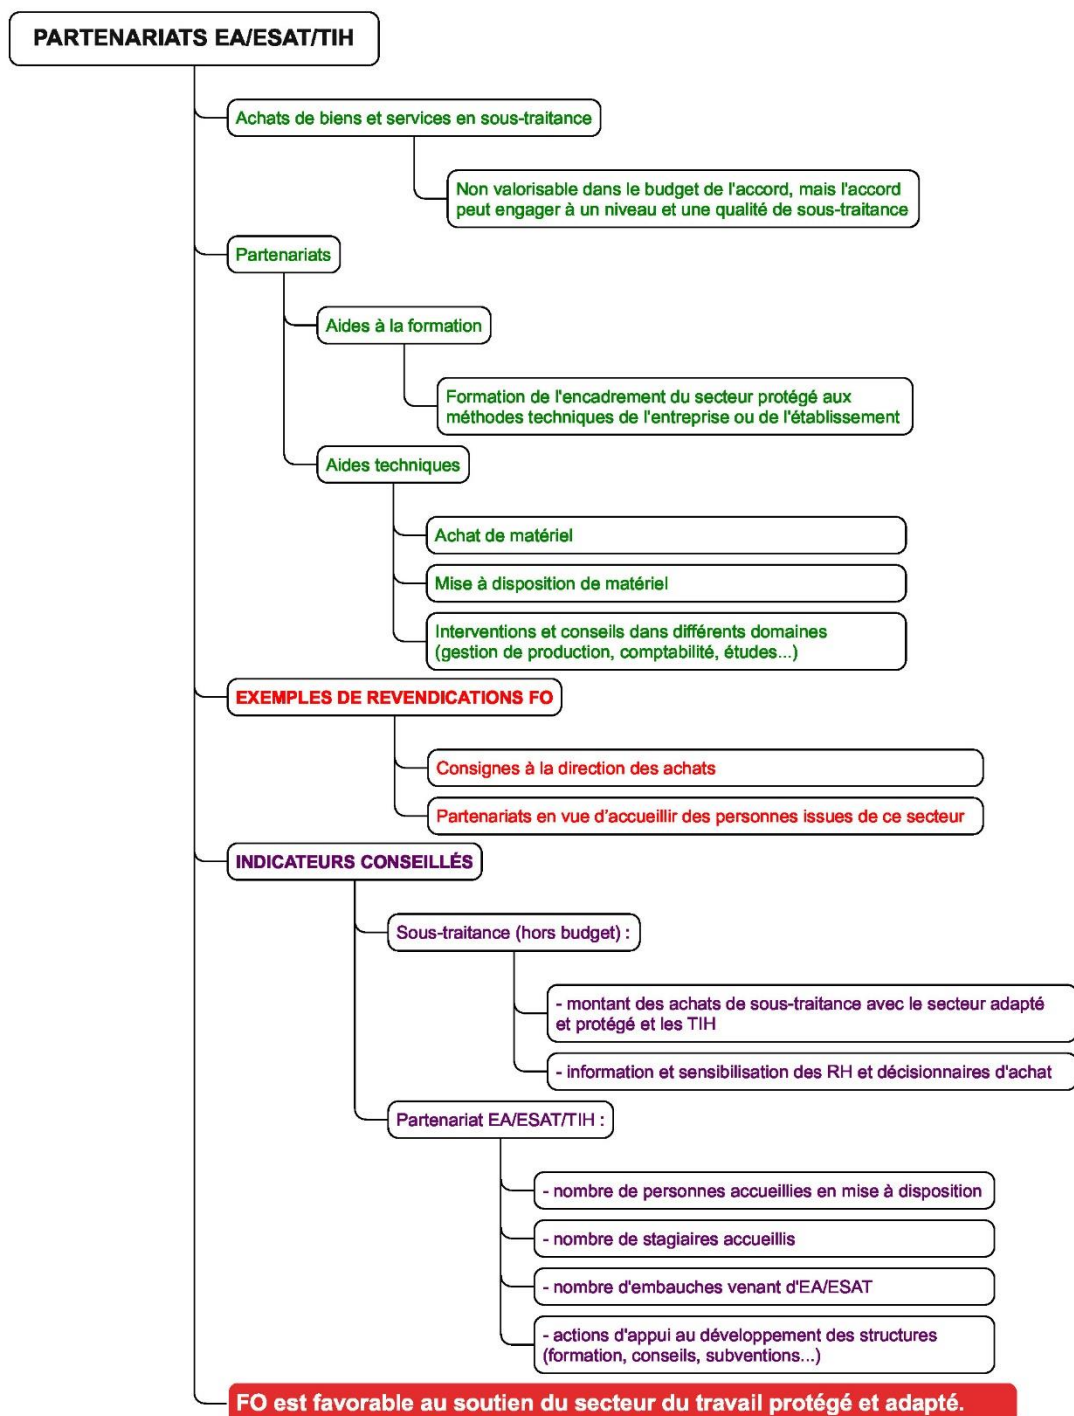 PARTENARIATS EA/ESAT/TIH
Achats de biens et services en sous-traitance
Non valorisable dans le budget de l'accord, mais l'accord
peut engager à un niveau et une qualité de sous-traitance
Partenariats
Aides à la formation
Formation de l'encadrement du secteur protégé aux
méthodes techniques de l'entreprise ou de l'établissement
Aides techniques
Achat de matériel
Mise à disposition de matériel
Interventions et conseils dans différents domaines
(gestion de production, comptabilité, études...)
EXEMPLES DE REVENDICATIONS FO
Consignes à la direction des achats
Partenariats en vue d’accueillir des personnes issues de ce secteur
INDICATEURS CONSEILLÉS
Sous-traitance (hors budget) :
- montant des achats de sous-traitance avec le secteur adapté
et protégé et les TIH
- information et sensibilisation des RH et décisionnaires d'achat
Partenariat EA/ESAT/TIH :
- nombre de personnes accueillies en mise à disposition
- nombre de stagiaires accueillis
- nombre d'embauches venant d'EA/ESAT
- actions d'appui au développement des structures
(formation, conseils, subventions...)
FO est favorable au soutien du secteur du travail protégé et adapté.